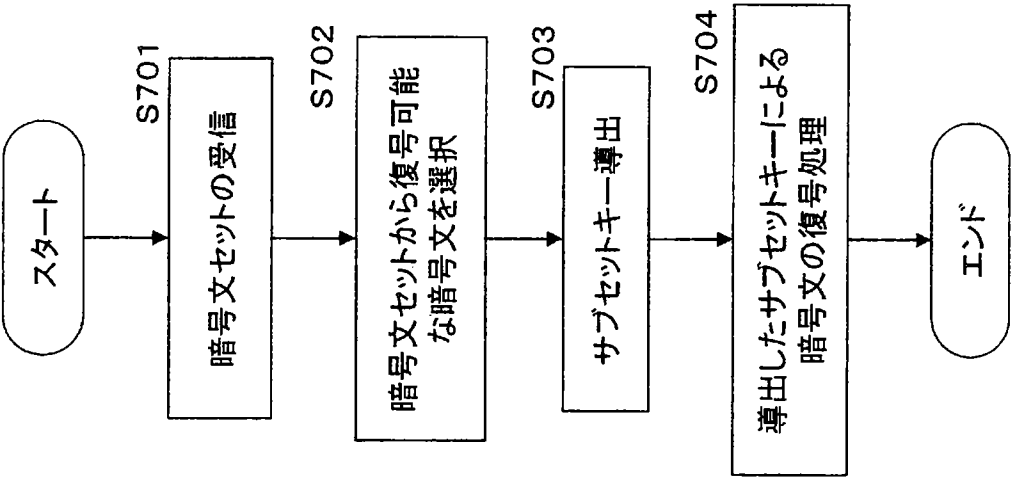 スタート
S701
暗号文セットの受信
S702
暗号文セットから復号可能
な暗号文を選択
S703
サブセットキー導出
S704
導出したサブセットキーによる
暗号文の復号処理
エンド